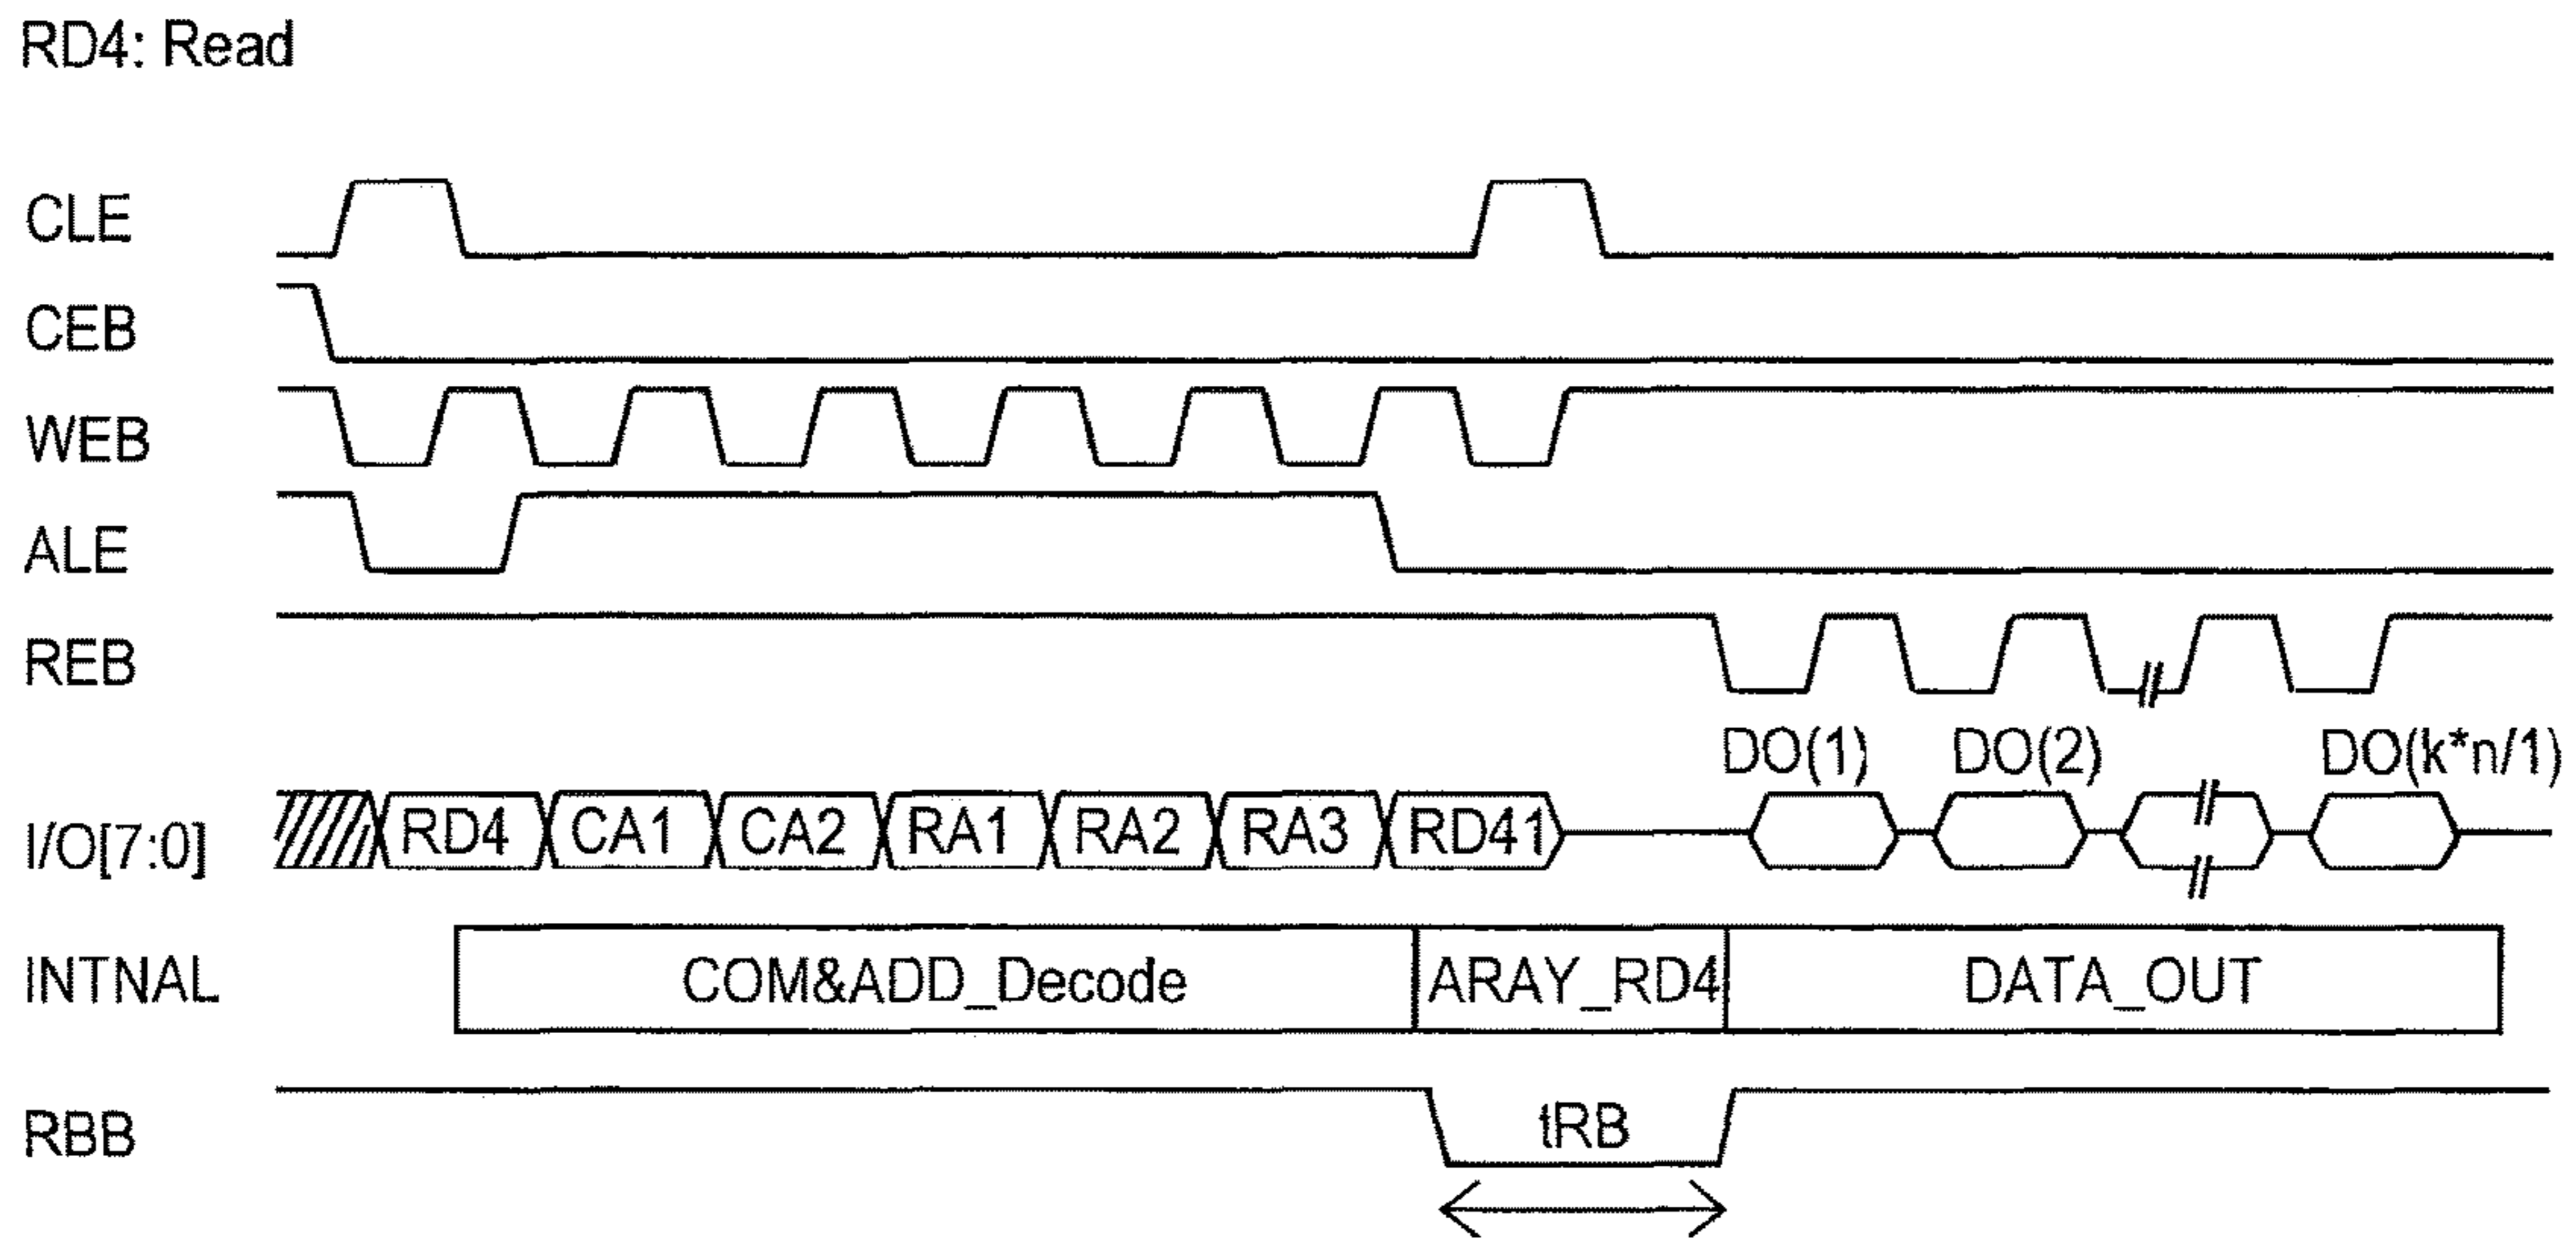 RD4: Read
CLE
CEB
WEB
ALE
REB
DO(1) DO(2) DO(k*n/1)
I/O[7:0] RD4 CA1 CA2 RA1 RA2 RA3 RD41
INTNAL COM&ADD_Decode ARAY_RD4 DATA_OUT
RBB tRB